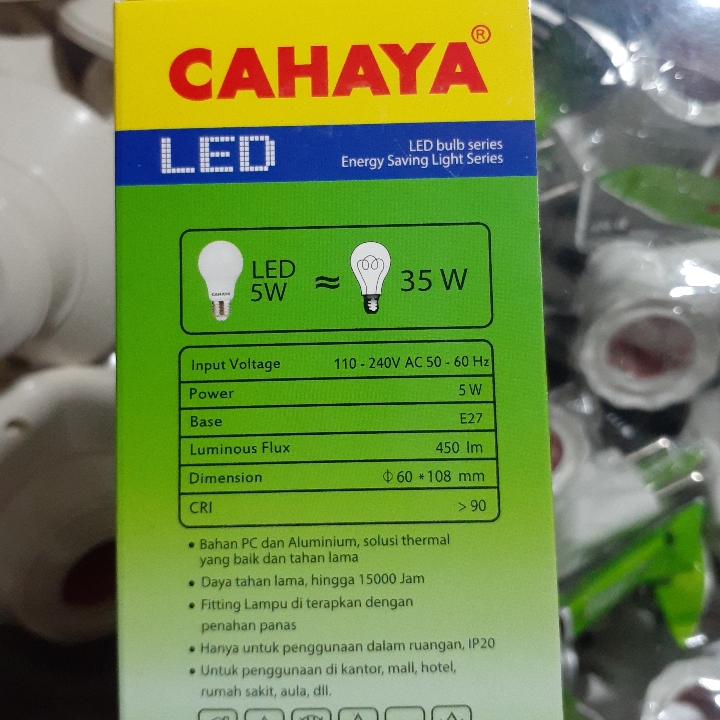 CAHAYA®
LED
LED bulb series
Energy Saving Light Series
LED
5W
≈
35 W
CAHAYA
Input Voltage 110 - 240V AC 50 - 60 Hz
Power 5 W
Base E27
Luminous Flux 450 lm
Dimension Φ 60 * 108 mm
CRI > 90
• Bahan PC dan Aluminium, solusi thermal
yang baik dan tahan lama
• Daya tahan lama, hingga 15000 Jam
• Fitting Lampu di terapkan dengan
penahan panas
• Hanya untuk penggunaan dalam ruangan, IP20
• Untuk penggunaan di kantor, mall, hotel,
rumah sakit, aula, dll.